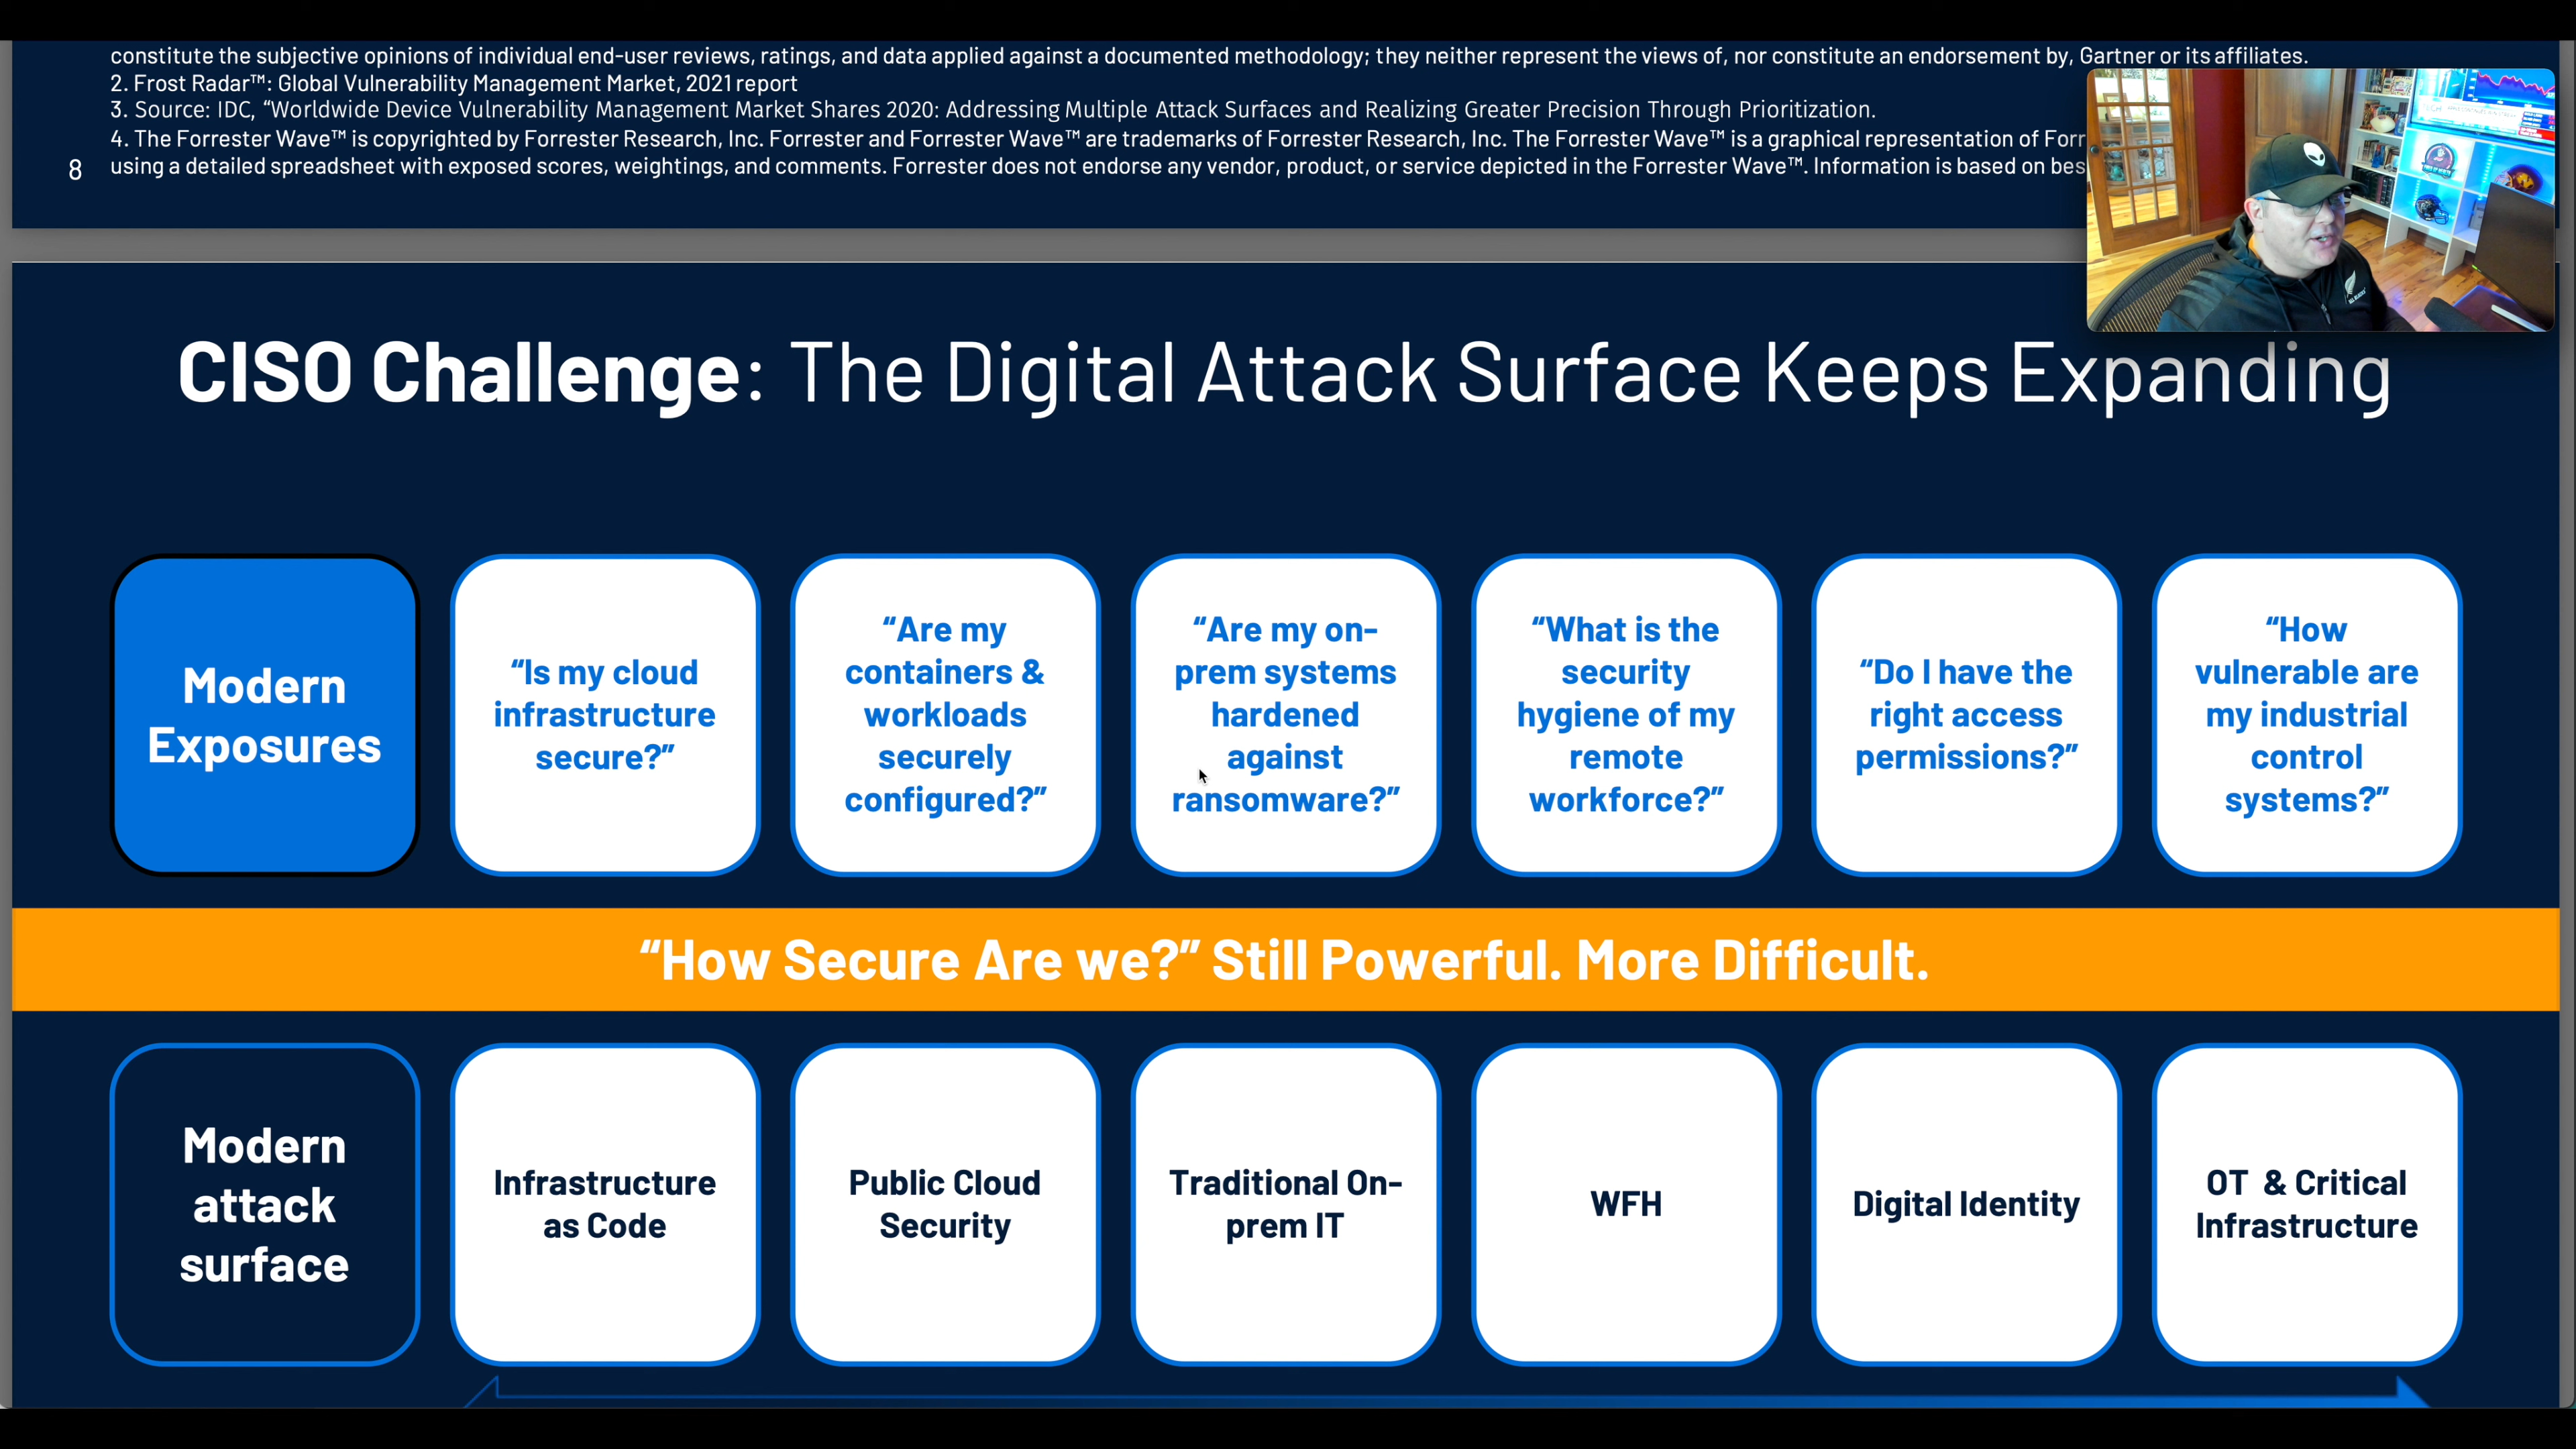 constitute the subjective opinions of individual end-user reviews, ratings, and data applied against a documented methodology; they neither represent the views of, nor constitute an endorsement by, Gartner or its affiliates.
2. Frost Radar™: Global Vulnerability Management Market, 2021 report
3. Source: IDC, “Worldwide Device Vulnerability Management Market Shares 2020: Addressing Multiple Attack Surfaces and Realizing Greater Precision Through Prioritization.
4. The Forrester Wave™ is copyrighted by Forrester Research, Inc. Forrester and Forrester Wave™ are trademarks of Forrester Research, Inc. The Forrester Wave™ is a graphical representation of Forr
8 using a detailed spreadsheet with exposed scores, weightings, and comments. Forrester does not endorse any vendor, product, or service depicted in the Forrester Wave™. Information is based on bes
CISO Challenge: The Digital Attack Surface Keeps Expanding
Modern
Exposures
“Is my cloud
infrastructure
secure?”
“Are my
containers &
workloads
securely
configured?”
“Are my on-
prem systems
hardened
against
ransomware?”
“What is the
security
hygiene of my
remote
workforce?”
“Do I have the
right access
permissions?”
“How
vulnerable are
my industrial
control
systems?”
“How Secure Are we?” Still Powerful. More Difficult.
Modern
attack
surface
Infrastructure
as Code
Public Cloud
Security
Traditional On-
prem IT
WFH
Digital Identity
OT & Critical
Infrastructure